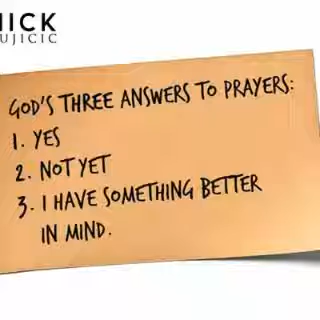 NICK
VUJICIC
GOD'S THREE ANSWERS TO PRAYERS:
1. YES
2. NOT YET
3. I HAVE SOMETHING BETTER
IN MIND.